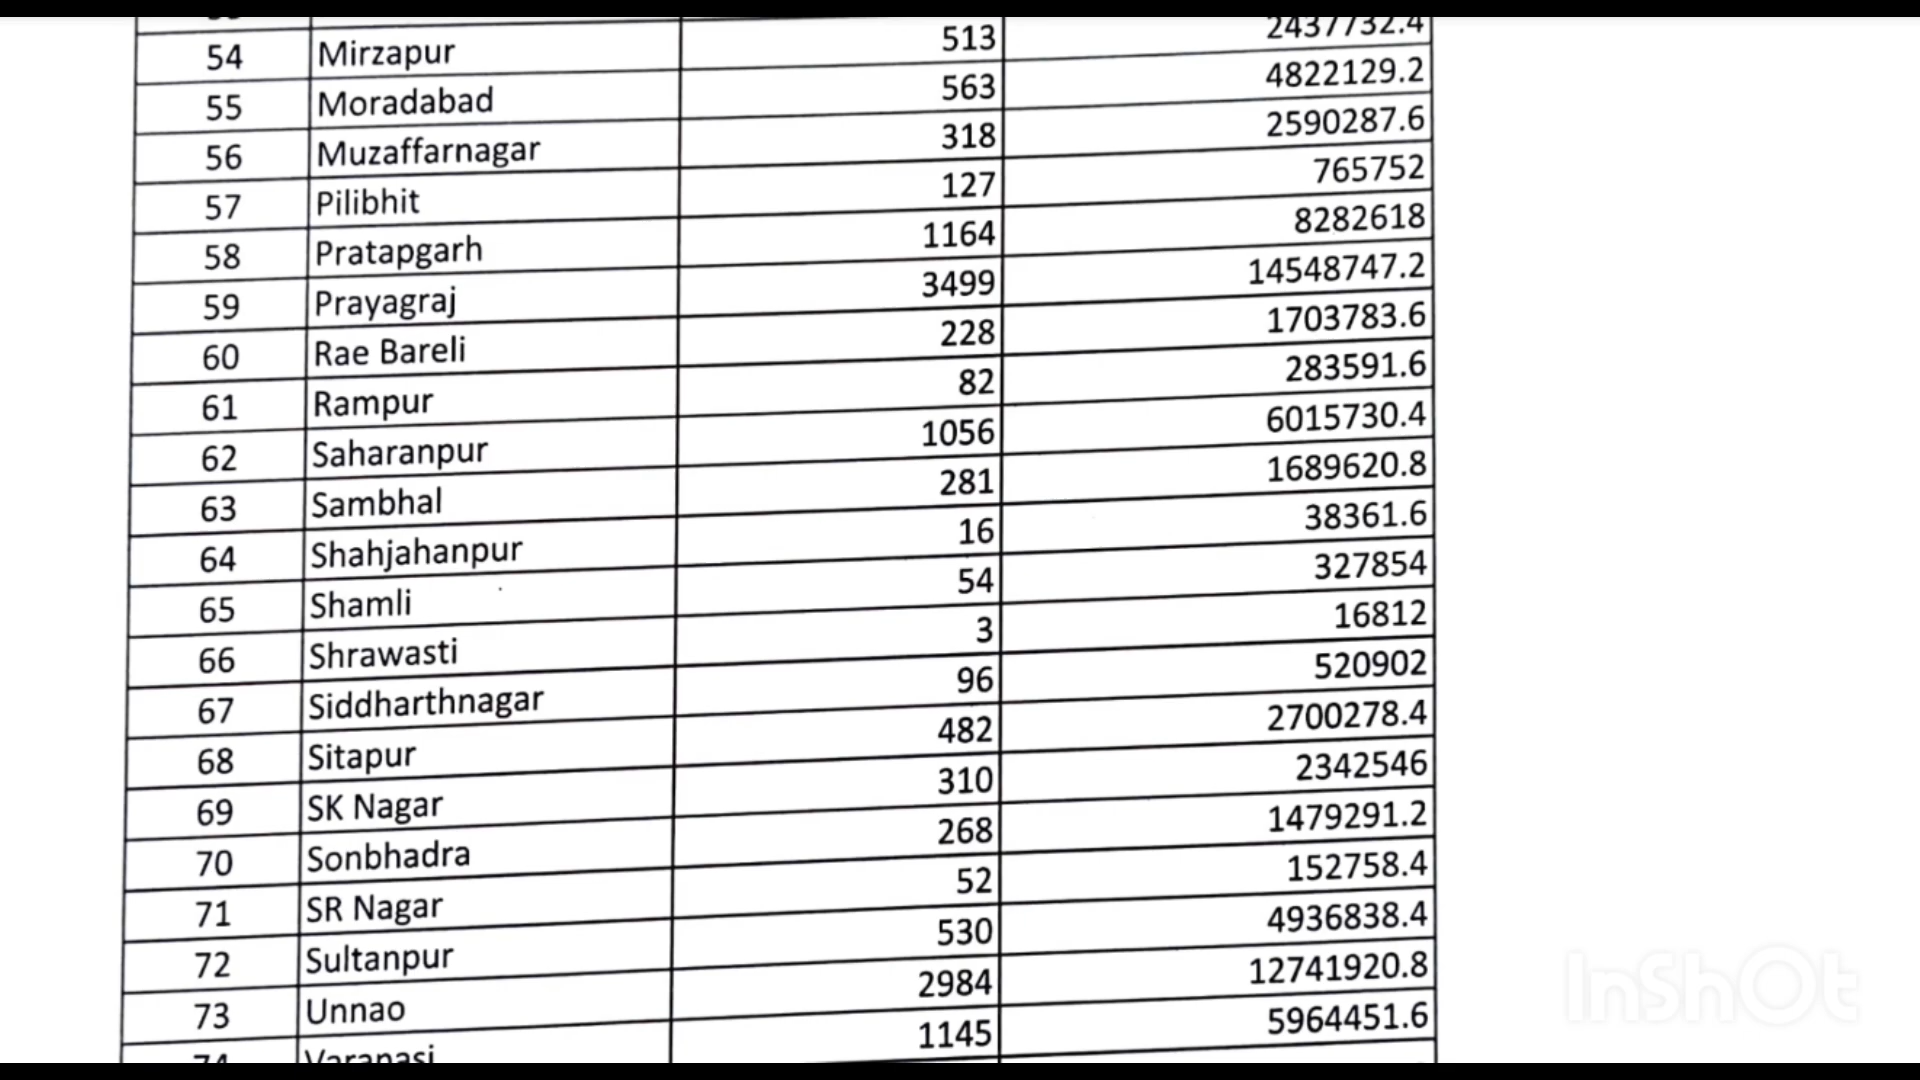 54 Mirzapur 513 2437732.4
55 Moradabad 563 4822129.2
56 Muzaffarnagar 318 2590287.6
57 Pilibhit 127 765752
58 Pratapgarh 1164 8282618
59 Prayagraj 3499 14548747.2
60 Rae Bareli 228 1703783.6
61 Rampur 82 283591.6
62 Saharanpur 1056 6015730.4
63 Sambhal 281 1689620.8
64 Shahjahanpur 16 38361.6
65 Shamli 54 327854
66 Shrawasti 3 16812
67 Siddharthnagar 96 520902
68 Sitapur 482 2700278.4
69 SK Nagar 310 2342546
70 Sonbhadra 268 1479291.2
71 SR Nagar 52 152758.4
72 Sultanpur 530 4936838.4
73 Unnao 2984 12741920.8
74 Varanasi 1145 5964451.6
InShOt